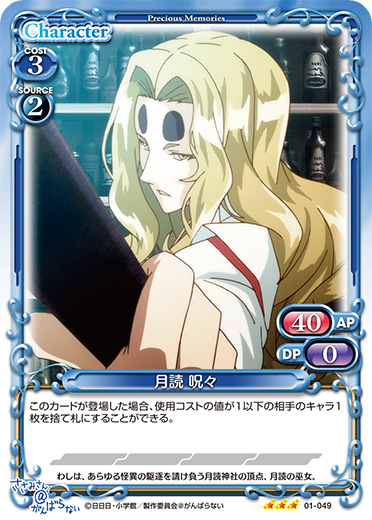 Precious Memories
Character
COST
3
SOURCE
2
40 AP
DP 0
月読 呪々
このカードが登場した場合、使用コストの値が1以下の相手のキャラ1
枚を捨て札にすることができる。
わしは、あらゆる怪異の駆逐を請け負う月読神社の頂点、月読の巫女。
ささみさん
@がんばらない
©日日日・小学館／製作委員会@がんばらない
★★★ 01-049